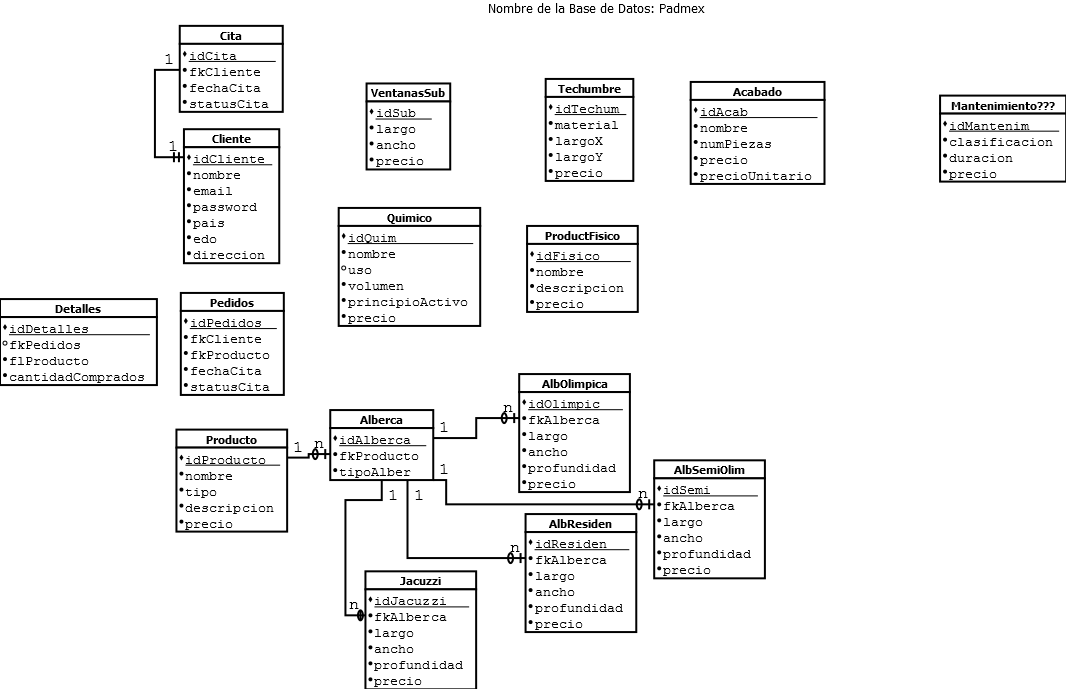 Nombre de la Base de Datos: Padmex
Cita
idCita
fkCliente
fechaCita
statusCita
1
1
Cliente
idCliente
nombre
email
password
pais
edo
direccion
VentanasSub
idSub
largo
ancho
precio
Techumbre
idTechum
material
largoX
largoY
precio
Acabado
idAcab
nombre
numPiezas
precio
precioUnitario
Mantenimiento???
idMantenim
clasificacion
duracion
precio
Quimico
idQuim
nombre
uso
volumen
principioActivo
precio
ProductFisico
idFisico
nombre
descripcion
precio
Detalles
idDetalles
fkPedidos
flProducto
cantidadComprados
Pedidos
idPedidos
fkCliente
fkProducto
fechaCita
statusCita
Producto
idProducto
nombre
tipo
descripcion
precio
1
n
Alberca
idAlberca
fkProducto
tipoAlber
1
n
1
n
1
n
1
n
AlbOlimpica
idOlimpic
fkAlberca
largo
ancho
profundidad
precio
AlbSemiOlim
idSemi
fkAlberca
largo
ancho
profundidad
precio
AlbResiden
idResiden
fkAlberca
largo
ancho
profundidad
precio
Jacuzzi
idJacuzzi
fkAlberca
largo
ancho
profundidad
precio